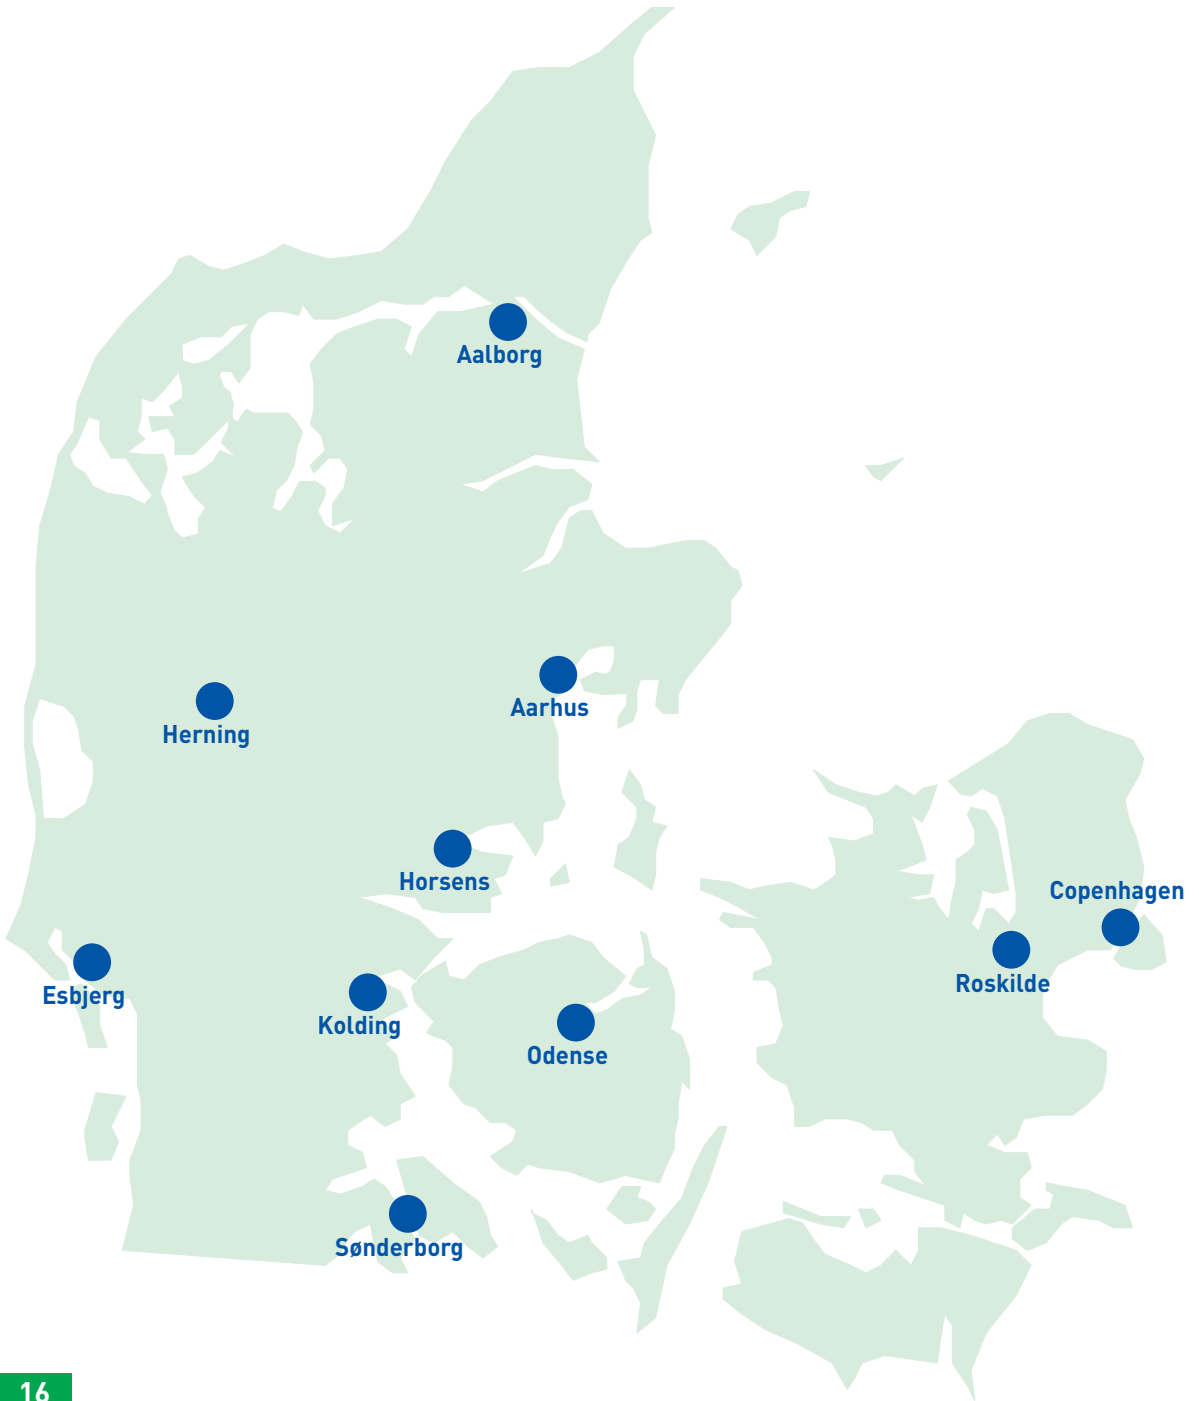 Aalborg
Aarhus
Herning
Horsens
Copenhagen
Roskilde
Esbjerg
Kolding
Odense
Sønderborg
16